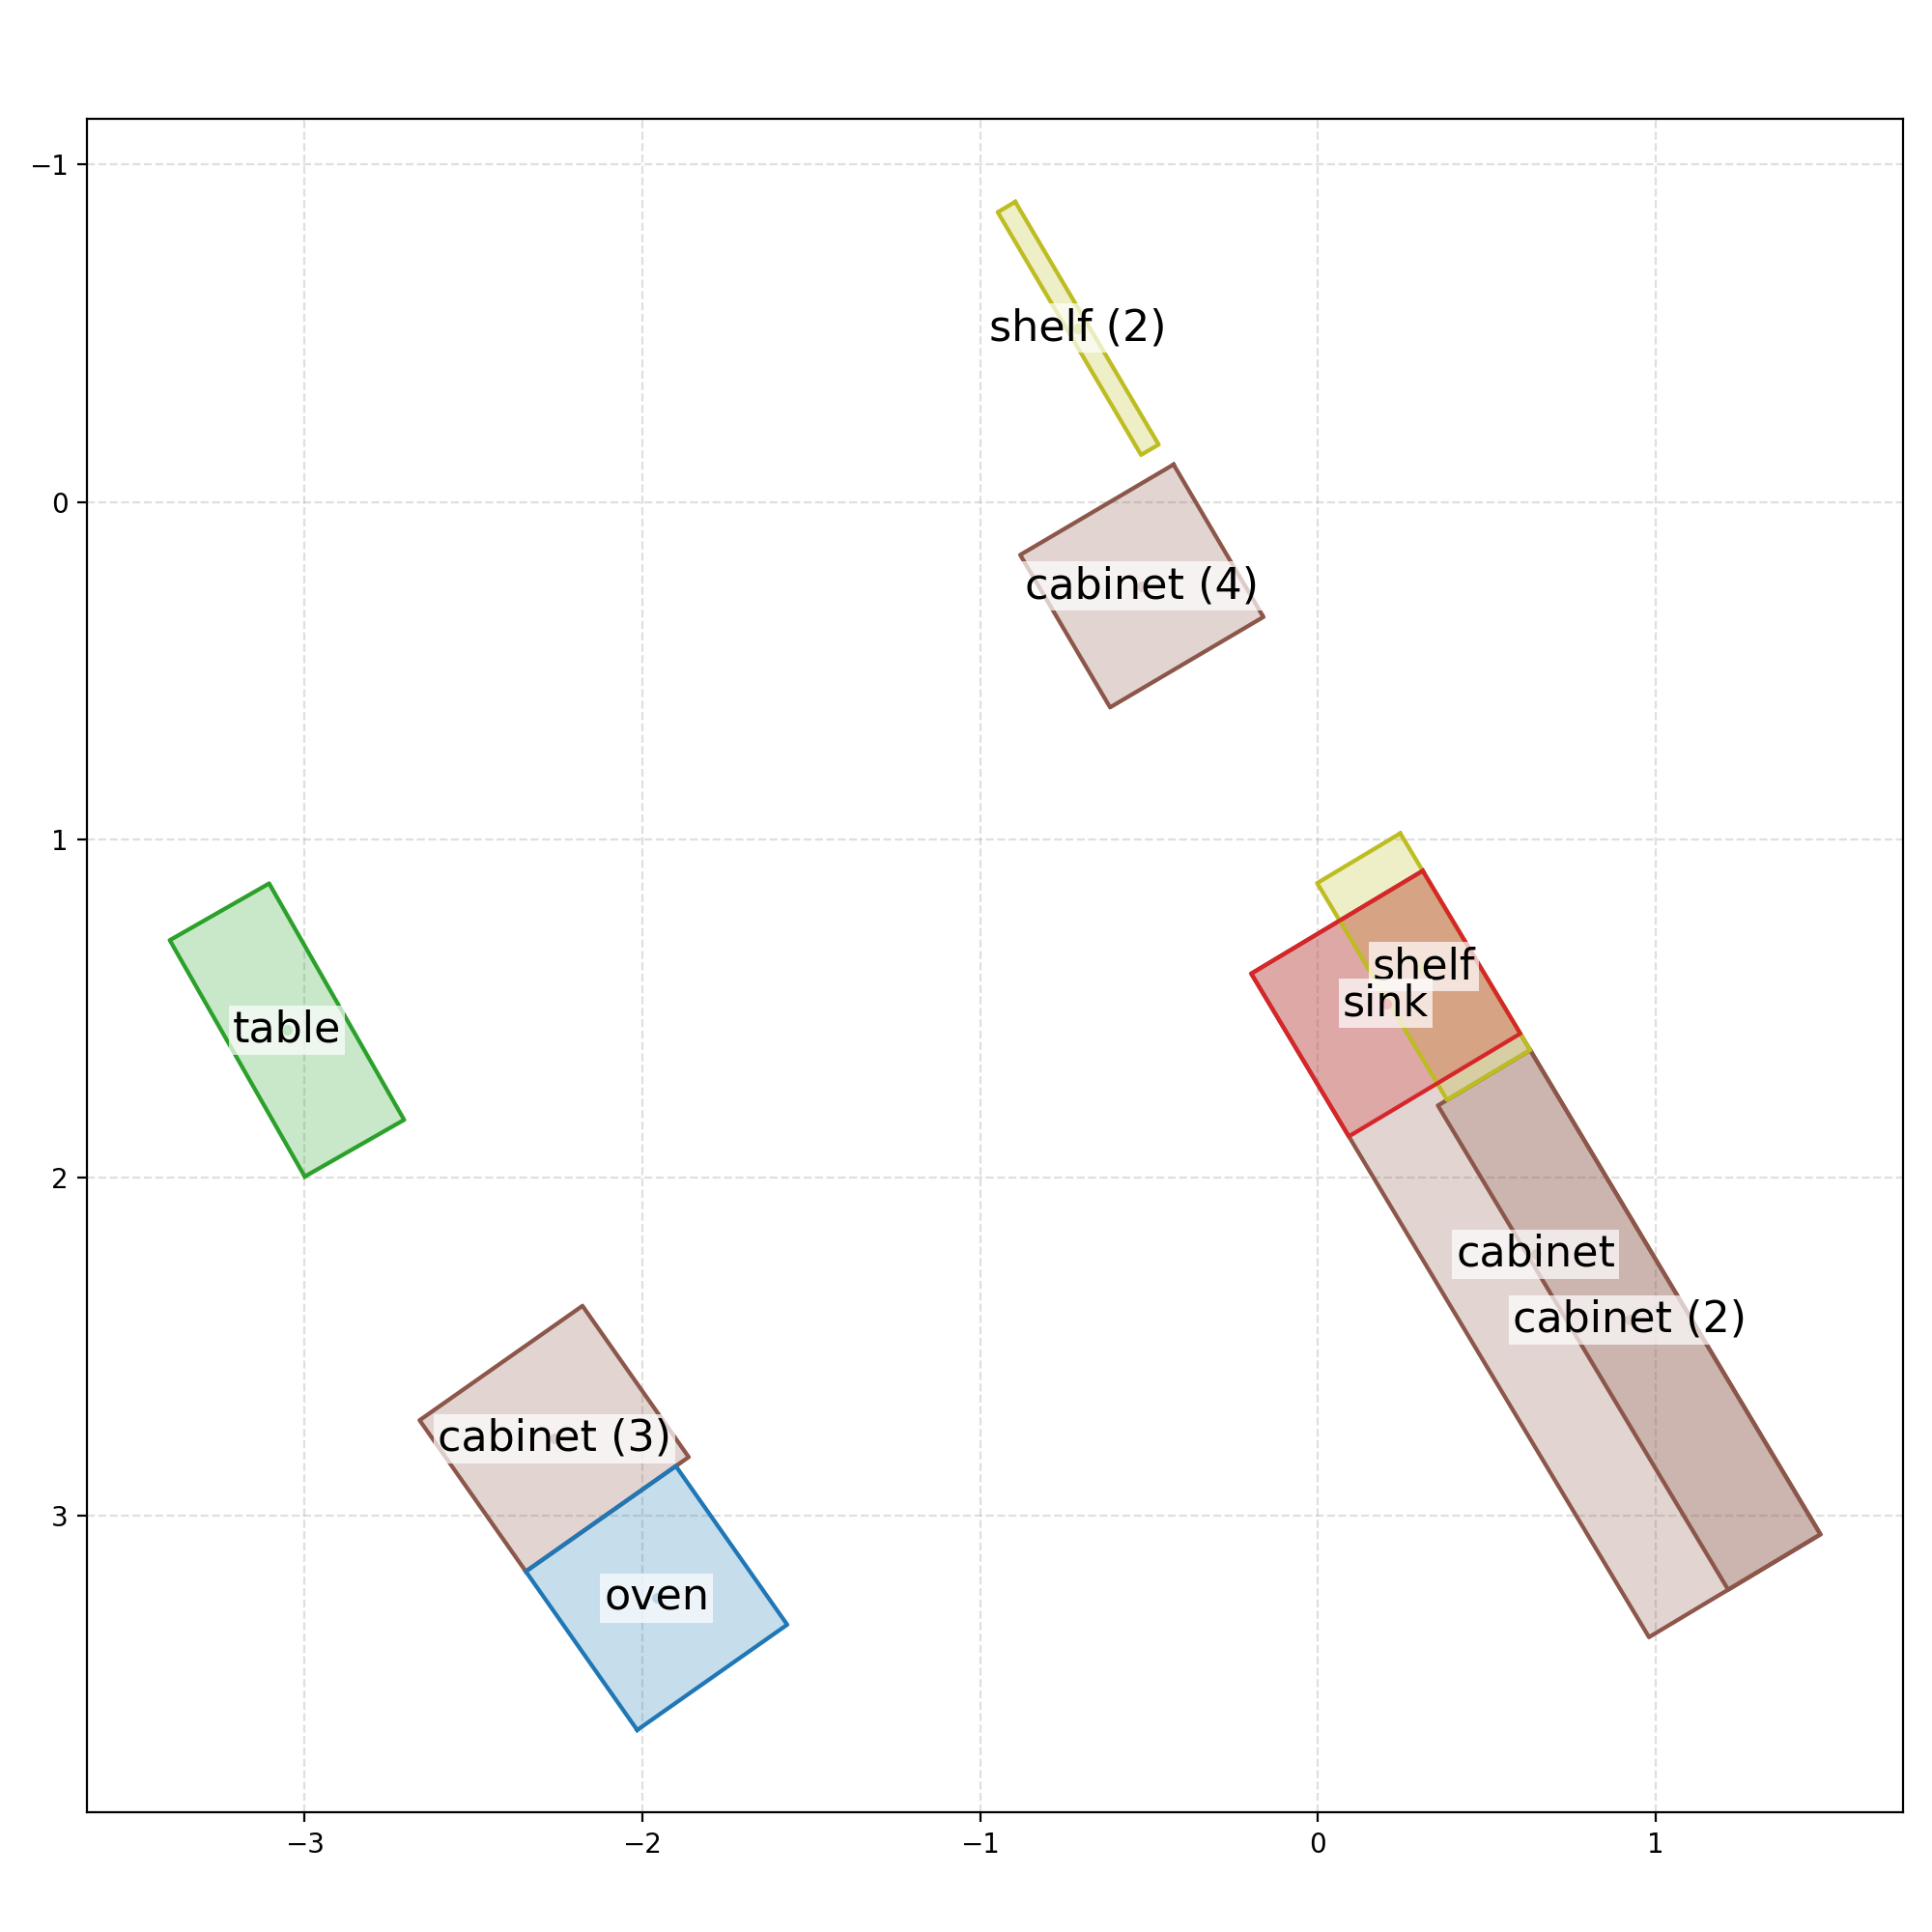 −1
shelf (2)
0
cabinet (4)
1
shelf
sink
table
2
cabinet
cabinet (2)
cabinet (3)
3
oven
−3 −2 −1 0 1